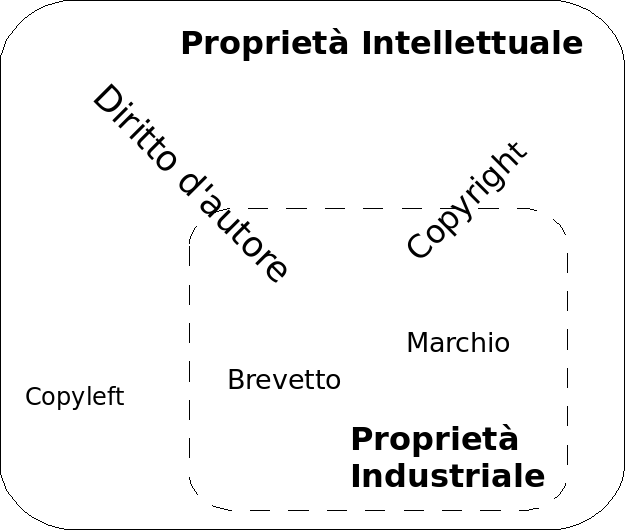 Proprietà Intellettuale
Diritto d'autore
Copyright
Marchio
Brevetto
Copyleft
Proprietà
Industriale